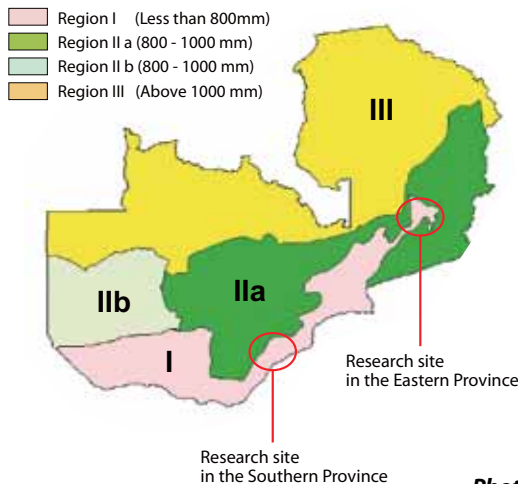 Region I (Less than 800mm)
Region II a (800 - 1000 mm)
Region II b (800 - 1000 mm)
Region III (Above 1000 mm)
III
IIb
IIa
I
Research site
in the Eastern Province
Research site
in the Southern Province